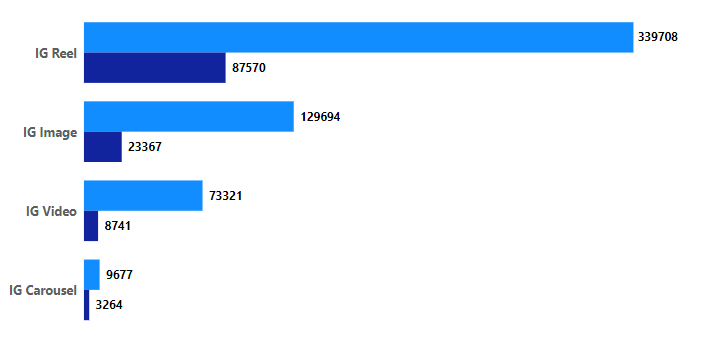 339708
IG Reel
87570
129694
IG Image
23367
73321
IG Video
8741
9677
IG Carousel
3264